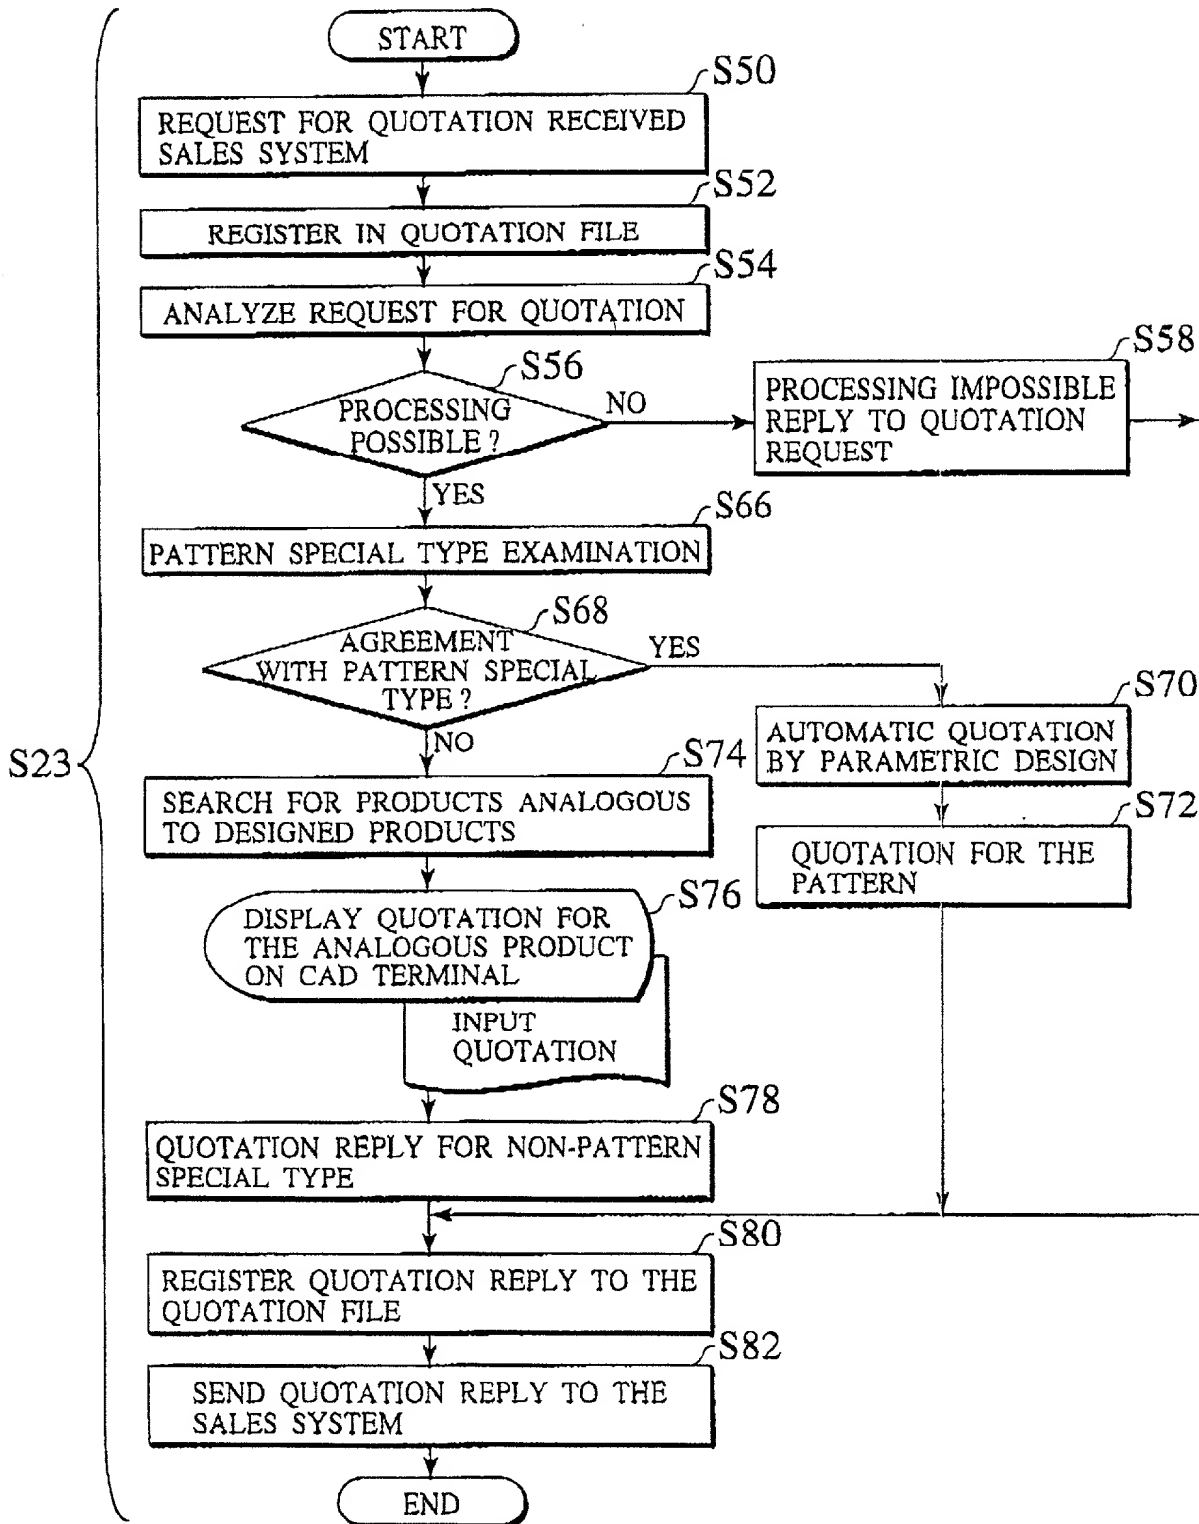 START
S50
REQUEST FOR QUOTATION RECEIVED
SALES SYSTEM
S52
REGISTER IN QUOTATION FILE
S54
ANALYZE REQUEST FOR QUOTATION
S56
PROCESSING
POSSIBLE?
NO
S58
PROCESSING IMPOSSIBLE
REPLY TO QUOTATION
REQUEST
YES
S66
PATTERN SPECIAL TYPE EXAMINATION
S68
AGREEMENT
WITH PATTERN SPECIAL
TYPE?
YES
S70
AUTOMATIC QUOTATION
BY PARAMETRIC DESIGN
S72
QUOTATION FOR THE
PATTERN
NO
S23
S74
SEARCH FOR PRODUCTS ANALOGOUS
TO DESIGNED PRODUCTS
S76
DISPLAY QUOTATION FOR
THE ANALOGOUS PRODUCT
ON CAD TERMINAL
INPUT
QUOTATION
S78
QUOTATION REPLY FOR NON-PATTERN
SPECIAL TYPE
S80
REGISTER QUOTATION REPLY TO THE
QUOTATION FILE
S82
SEND QUOTATION REPLY TO THE
SALES SYSTEM
END